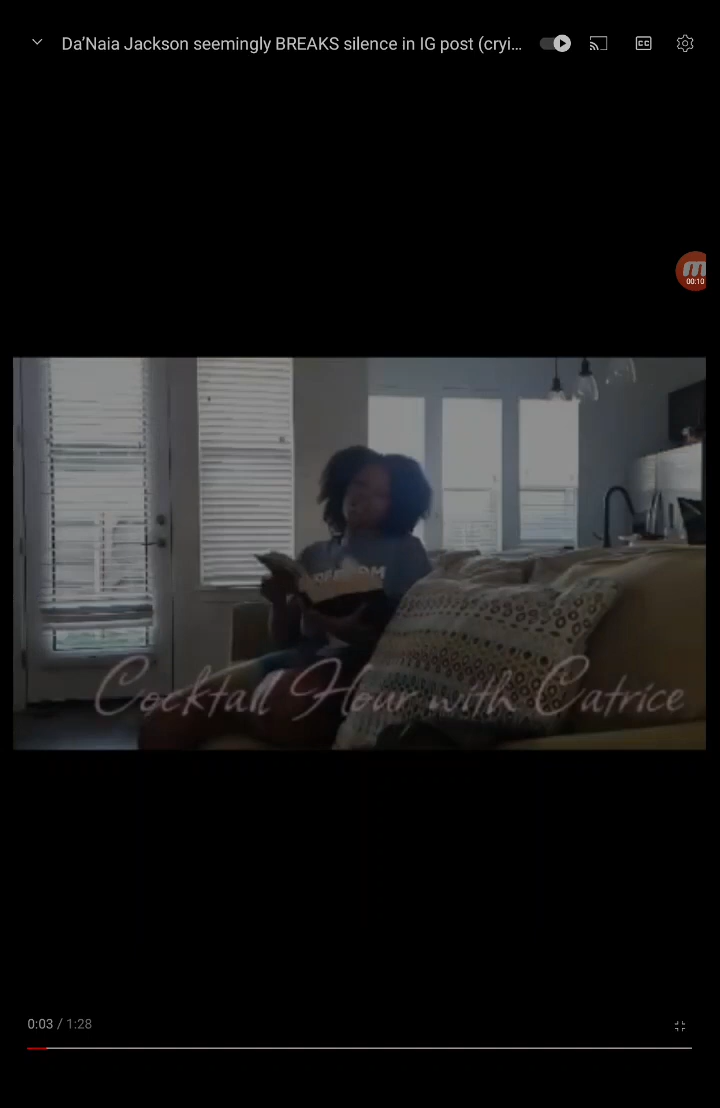 Da'Naia Jackson seemingly BREAKS silence in IG post (cryi...
CC
00:10
Cocktail Hour with Catrice
0:03 / 1:28